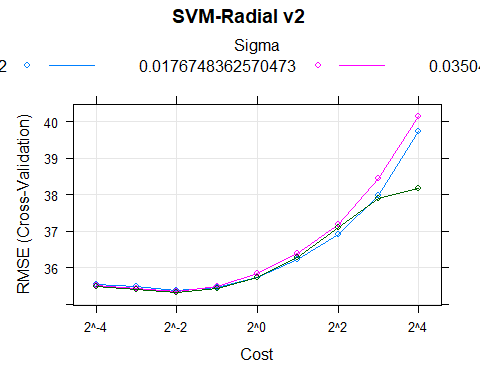 SVM-Radial v2
Sigma
2 0.0176748362570473 0.03504
RMSE (Cross-Validation)
40
39
38
37
36
2^-4 2^-2 2^0 2^2 2^4
Cost